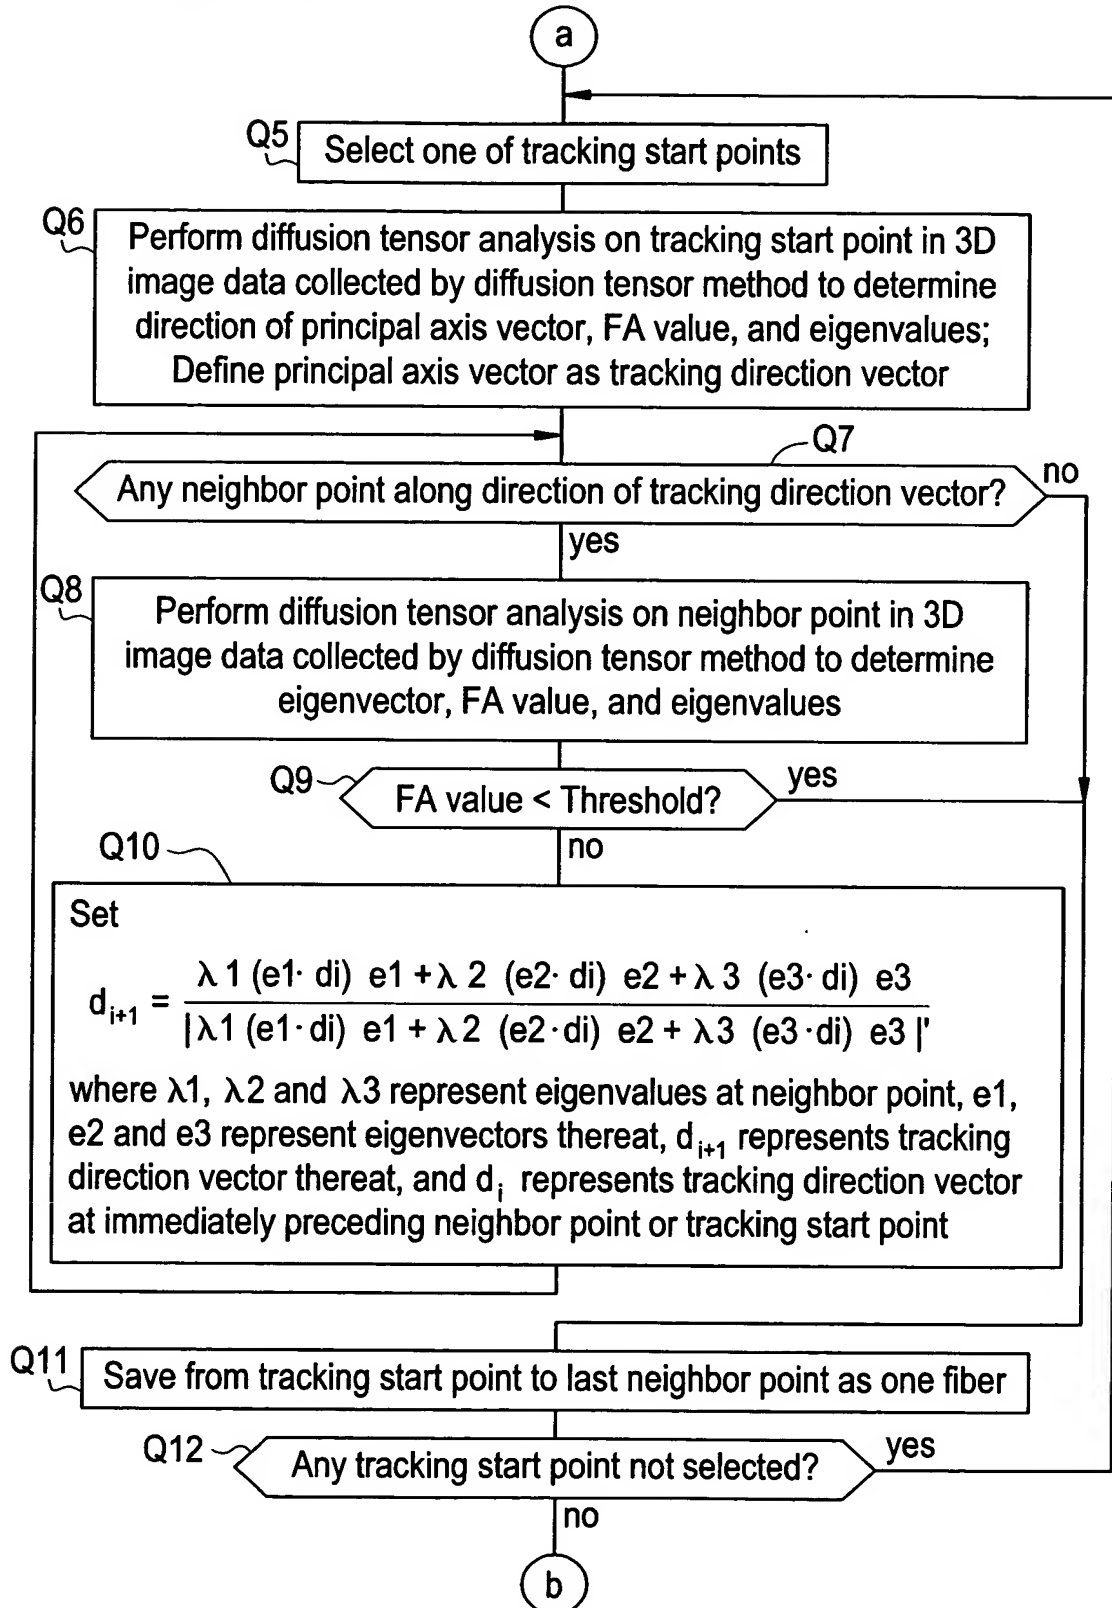 a
Q5
Select one of tracking start points
Q6
Perform diffusion tensor analysis on tracking start point in 3D
image data collected by diffusion tensor method to determine
direction of principal axis vector, FA value, and eigenvalues;
Define principal axis vector as tracking direction vector
Q7
Any neighbor point along direction of tracking direction vector?
no
yes
Q8
Perform diffusion tensor analysis on neighbor point in 3D
image data collected by diffusion tensor method to determine
eigenvector, FA value, and eigenvalues
Q9
FA value < Threshold?
yes
no
Q10
Set
d_{i+1} = \frac{λ1 (e1· di) e1 + λ2 (e2· di) e2 + λ3 (e3· di) e3}{|λ1 (e1·di) e1 + λ2 (e2·di) e2 + λ3 (e3·di) e3|'}
where λ1, λ2 and λ3 represent eigenvalues at neighbor point, e1,
e2 and e3 represent eigenvectors thereat, d_{i+1} represents tracking
direction vector thereat, and d_i represents tracking direction vector
at immediately preceding neighbor point or tracking start point
Q11
Save from tracking start point to last neighbor point as one fiber
Q12
Any tracking start point not selected?
yes
no
b